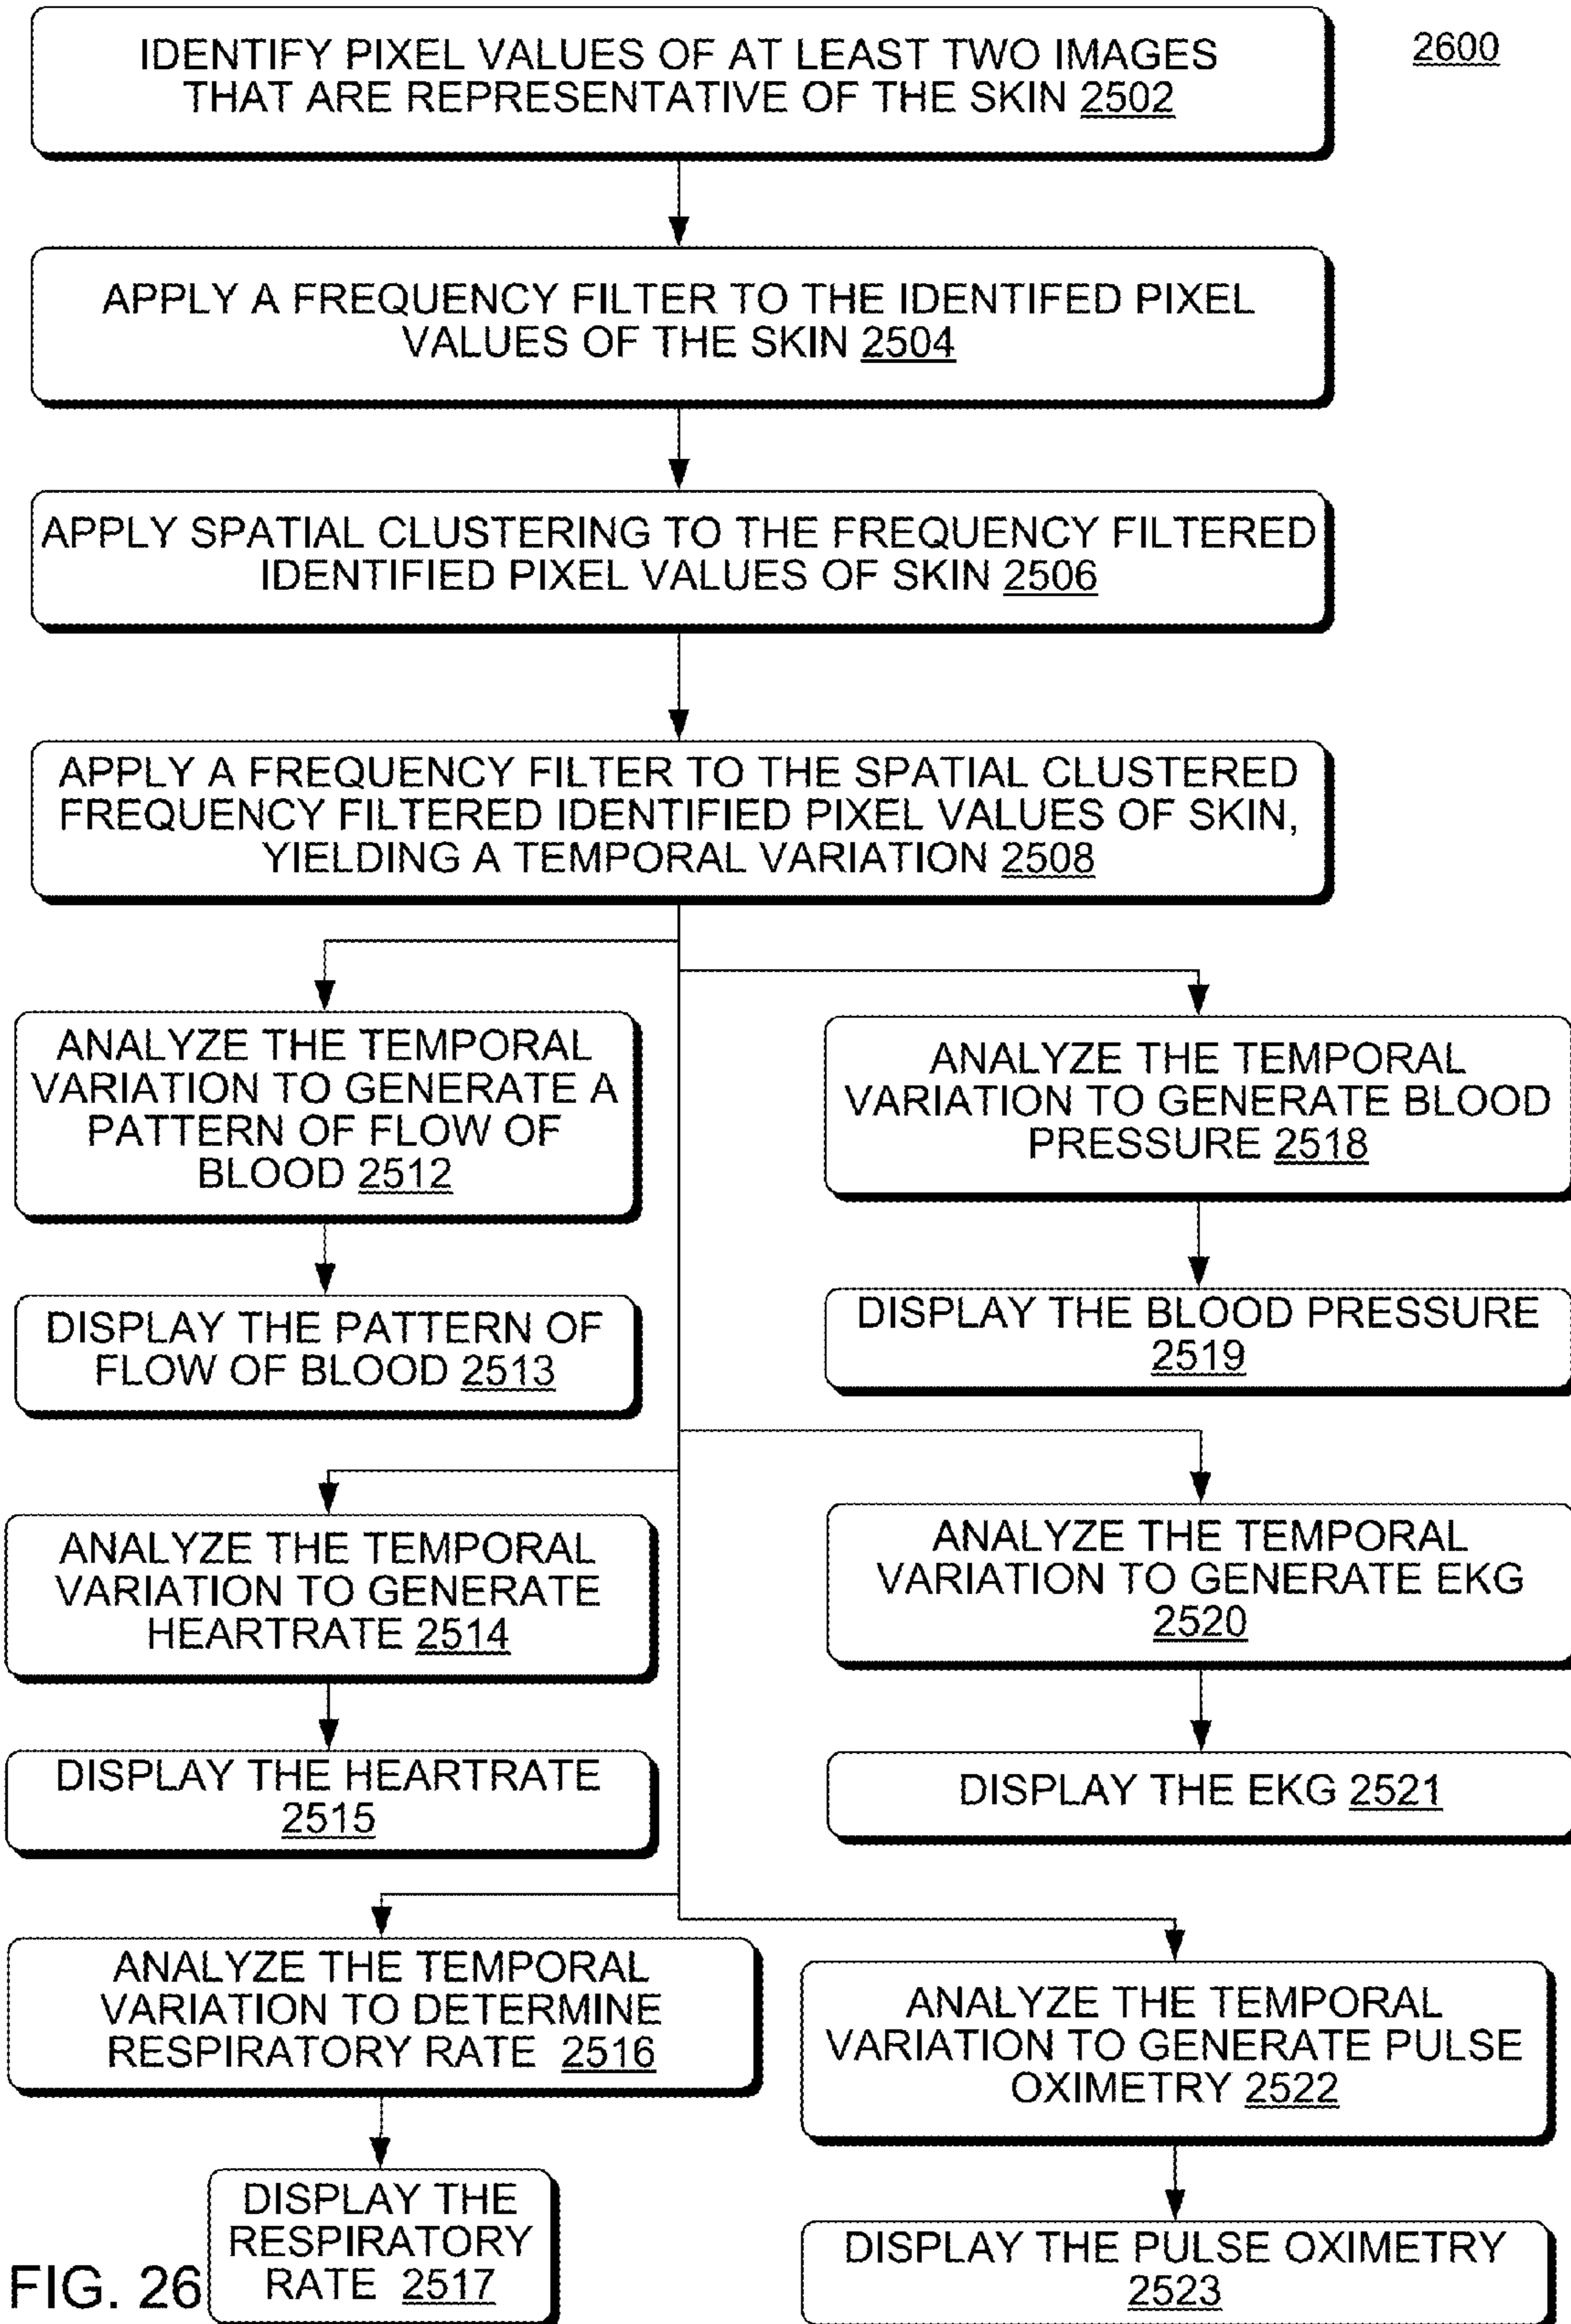 IDENTIFY PIXEL VALUES OF AT LEAST TWO IMAGES
THAT ARE REPRESENTATIVE OF THE SKIN 2502
2600
APPLY A FREQUENCY FILTER TO THE IDENTIFED PIXEL
VALUES OF THE SKIN 2504
APPLY SPATIAL CLUSTERING TO THE FREQUENCY FILTERED
IDENTIFIED PIXEL VALUES OF SKIN 2506
APPLY A FREQUENCY FILTER TO THE SPATIAL CLUSTERED
FREQUENCY FILTERED IDENTIFIED PIXEL VALUES OF SKIN,
YIELDING A TEMPORAL VARIATION 2508
ANALYZE THE TEMPORAL
VARIATION TO GENERATE A
PATTERN OF FLOW OF
BLOOD 2512
ANALYZE THE TEMPORAL
VARIATION TO GENERATE BLOOD
PRESSURE 2518
DISPLAY THE PATTERN OF
FLOW OF BLOOD 2513
DISPLAY THE BLOOD PRESSURE
2519
ANALYZE THE TEMPORAL
VARIATION TO GENERATE
HEARTRATE 2514
ANALYZE THE TEMPORAL
VARIATION TO GENERATE EKG
2520
DISPLAY THE HEARTRATE
2515
DISPLAY THE EKG 2521
ANALYZE THE TEMPORAL
VARIATION TO DETERMINE
RESPIRATORY RATE 2516
ANALYZE THE TEMPORAL
VARIATION TO GENERATE PULSE
OXIMETRY 2522
DISPLAY THE
RESPIRATORY
RATE 2517
DISPLAY THE PULSE OXIMETRY
2523
FIG. 26